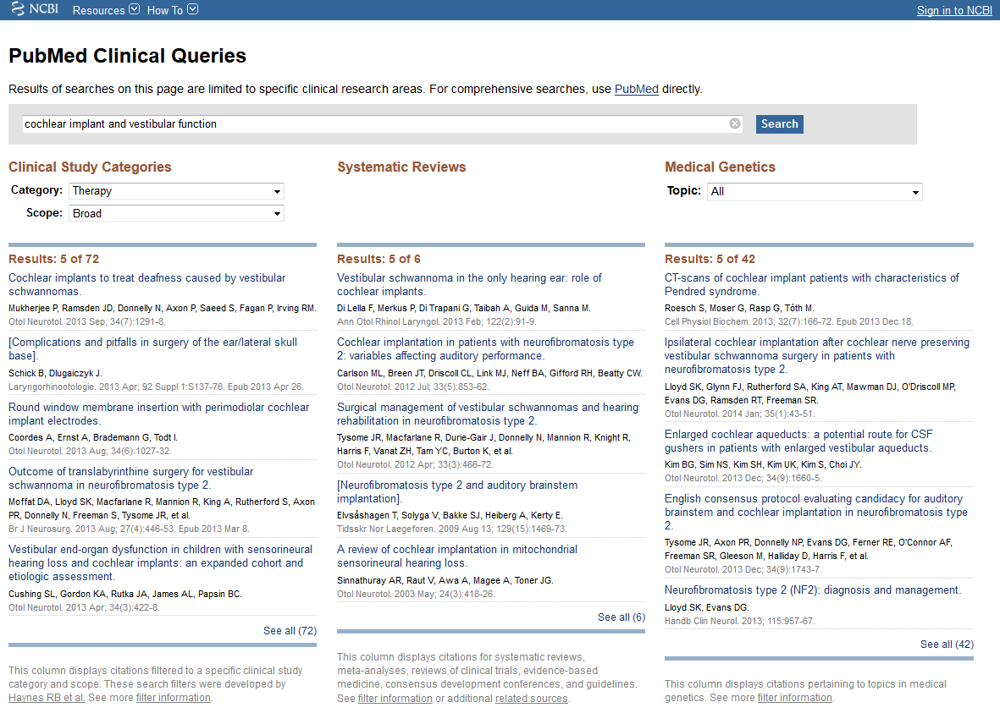 NCBI Resources How To Sign in to NCBI
PubMed Clinical Queries
Results of searches on this page are limited to specific clinical research areas. For comprehensive searches, use PubMed directly.
cochlear implant and vestibular function Search
Clinical Study Categories
Category: Therapy
Scope: Broad
Results: 5 of 72
Cochlear implants to treat deafness caused by vestibular
schwannomas.
Mukherjee P, Ramsden JD, Donnelly N, Axon P, Saeed S, Fagan P, Irving RM.
Otol Neurotol. 2013 Sep; 34(7):1291-8.
[Complications and pitfalls in surgery of the ear/lateral skull
base].
Schick B, Dlugaiczyk J.
Laryngorhinootologie. 2013 Apr; 92 Suppl 1:S137-76. Epub 2013 Apr 26.
Round window membrane insertion with perimodiolar cochlear
implant electrodes.
Coordes A, Ernst A, Brademann G, Todt I.
Otol Neurotol. 2013 Aug; 34(6):1027-32.
Outcome of translabyrinthine surgery for vestibular
schwannoma in neurofibromatosis type 2.
Moffat DA, Lloyd SK, Macfarlane R, Mannion R, King A, Rutherford S, Axon
PR, Donnelly N, Freeman S, Tysome JR, et al.
Br J Neurosurg. 2013 Aug; 27(4):446-53. Epub 2013 Mar 8.
Vestibular end-organ dysfunction in children with sensorineural
hearing loss and cochlear implants: an expanded cohort and
etiologic assessment.
Cushing SL, Gordon KA, Rutka JA, James AL, Papsin BC.
Otol Neurotol. 2013 Apr; 34(3):422-8.
See all (72)
This column displays citations filtered to a specific clinical study
category and scope. These search filters were developed by
Haynes RB et al. See more filter information.
Systematic Reviews
Results: 5 of 6
Vestibular schwannoma in the only hearing ear: role of
cochlear implants.
Di Lella F, Merkus P, Di Trapani G, Taibah A, Guida M, Sanna M.
Ann Otol Rhinol Laryngol. 2013 Feb; 122(2):91-9.
Cochlear implantation in patients with neurofibromatosis type
2: variables affecting auditory performance.
Carlson ML, Breen JT, Driscoll CL, Link MJ, Neff BA, Gifford RH, Beatty CW.
Otol Neurotol. 2012 Jul; 33(5):853-62.
Surgical management of vestibular schwannomas and hearing
rehabilitation in neurofibromatosis type 2.
Tysome JR, Macfarlane R, Durie-Gair J, Donnelly N, Mannion R, Knight R,
Harris F, Vanat ZH, Tam YC, Burton K, et al.
Otol Neurotol. 2012 Apr; 33(3):466-72.
[Neurofibromatosis type 2 and auditory brainstem
implantation].
Elvsåshagen T, Solyga V, Bakke SJ, Heiberg A, Kerty E.
Tidsskr Nor Laegeforen. 2009 Aug 13; 129(15):1469-73.
A review of cochlear implantation in mitochondrial
sensorineural hearing loss.
Sinnathuray AR, Raut V, Awa A, Magee A, Toner JG.
Otol Neurotol. 2003 May; 24(3):418-26.
See all (6)
This column displays citations for systematic reviews,
meta-analyses, reviews of clinical trials, evidence-based
medicine, consensus development conferences, and guidelines.
See filter information or additional related sources.
Medical Genetics
Topic: All
Results: 5 of 42
CT-scans of cochlear implant patients with characteristics of
Pendred syndrome.
Roesch S, Moser G, Rasp G, Tóth M.
Cell Physiol Biochem. 2013; 32(7):166-72. Epub 2013 Dec 18.
Ipsilateral cochlear implantation after cochlear nerve preserving
vestibular schwannoma surgery in patients with
neurofibromatosis type 2.
Lloyd SK, Glynn FJ, Rutherford SA, King AT, Mawman DJ, O'Driscoll MP,
Evans DG, Ramsden RT, Freeman SR.
Otol Neurotol. 2014 Jan; 35(1):43-51.
Enlarged cochlear aqueducts: a potential route for CSF
gushers in patients with enlarged vestibular aqueducts.
Kim BG, Sim NS, Kim SH, Kim UK, Kim S, Choi JY.
Otol Neurotol. 2013 Dec; 34(9):1660-5.
English consensus protocol evaluating candidacy for auditory
brainstem and cochlear implantation in neurofibromatosis type
2.
Tysome JR, Axon PR, Donnelly NP, Evans DG, Ferner RE, O'Connor AF,
Freeman SR, Gleeson M, Halliday D, Harris F, et al.
Otol Neurotol. 2013 Dec; 34(9):1743-7.
Neurofibromatosis type 2 (NF2): diagnosis and management.
Lloyd SK, Evans DG.
Handb Clin Neurol. 2013; 115:957-67.
See all (42)
This column displays citations pertaining to topics in medical
genetics. See more filter information.